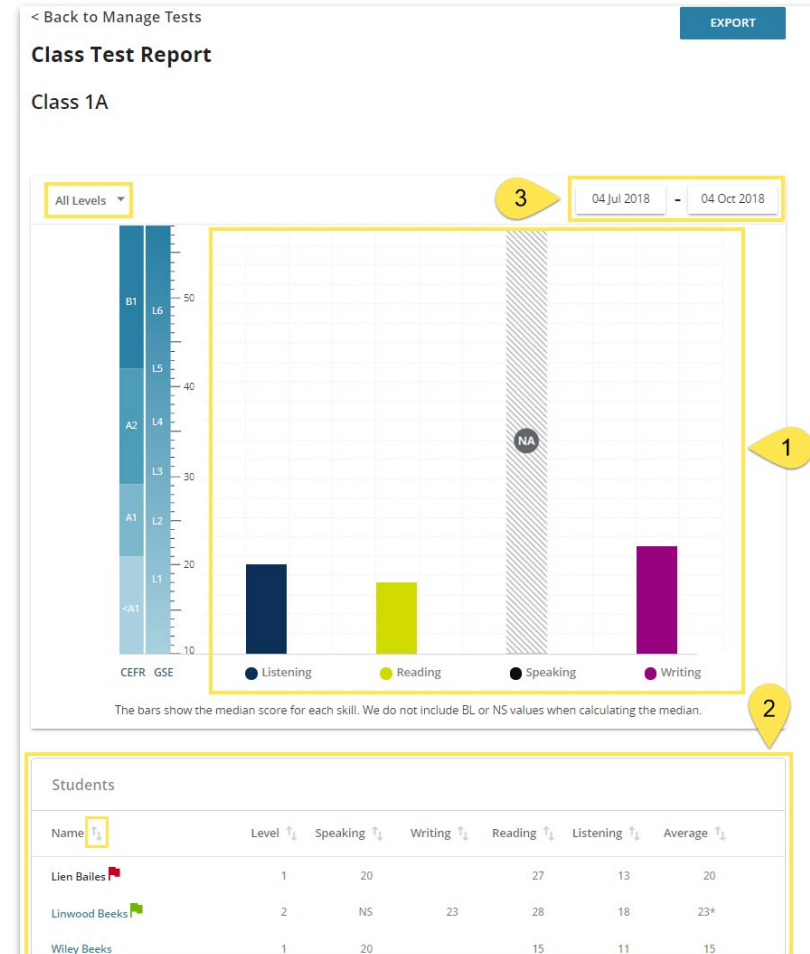 < Back to Manage Tests
EXPORT
Class Test Report
Class 1A
All Levels
3
04 Jul 2018 - 04 Oct 2018
B1
L6
50
L5
40
A2
L4
NA
1
L3
30
A1
L2
20
L1
<A1
10
CEFR GSE
Listening Reading Speaking Writing
The bars show the median score for each skill. We do not include BL or NS values when calculating the median.
2
Students
Name Level Speaking Writing Reading Listening Average
Lien Bailes 1 20 27 13 20
Linwood Beeks 2 NS 23 28 18 23*
Wiley Beeks 1 20 15 11 15